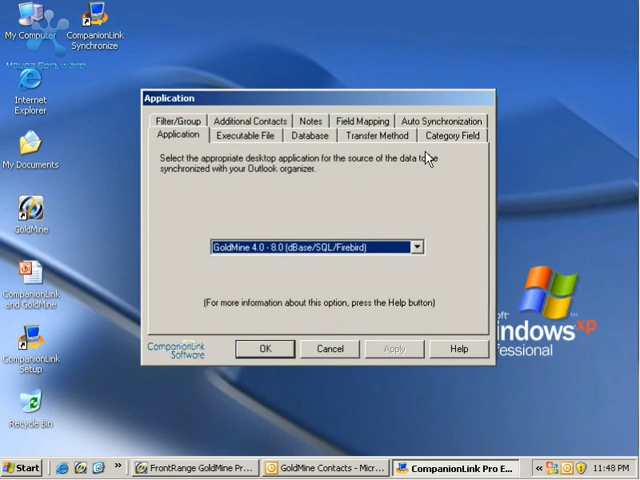 My Computer
CompanionLink
Synchronize
Internet
Explorer
My Documents
GoldMine
CompanionLink
and GoldMine
CompanionLink
Setup
Recycle Bin
Application
Filter/Group
Additional Contacts
Notes
Field Mapping
Auto Synchronization
Application
Executable File
Database
Transfer Method
Category Field
Select the appropriate desktop application for the source of the data to be
synchronized with your Outlook organizer.
GoldMine 4.0 - 8.0 (dBase/SQL/Firebird)
(For more information about this option, press the Help button)
CompanionLink
Software
OK
Cancel
Apply
Help
soft
indows xp
fessional
Start
»
FrontRange GoldMine Pr...
GoldMine Contacts - Micr...
CompanionLink Pro E...
«
11:48 PM